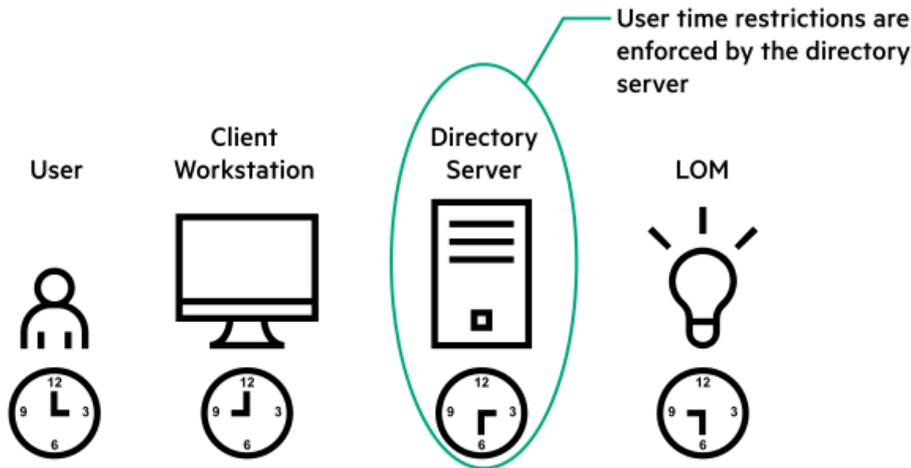 User time restrictions are
enforced by the directory
server
User
Client
Workstation
Directory
Server
LOM
12
9 3
6
12
9 3
6
12
9 3
6
12
9 3
6